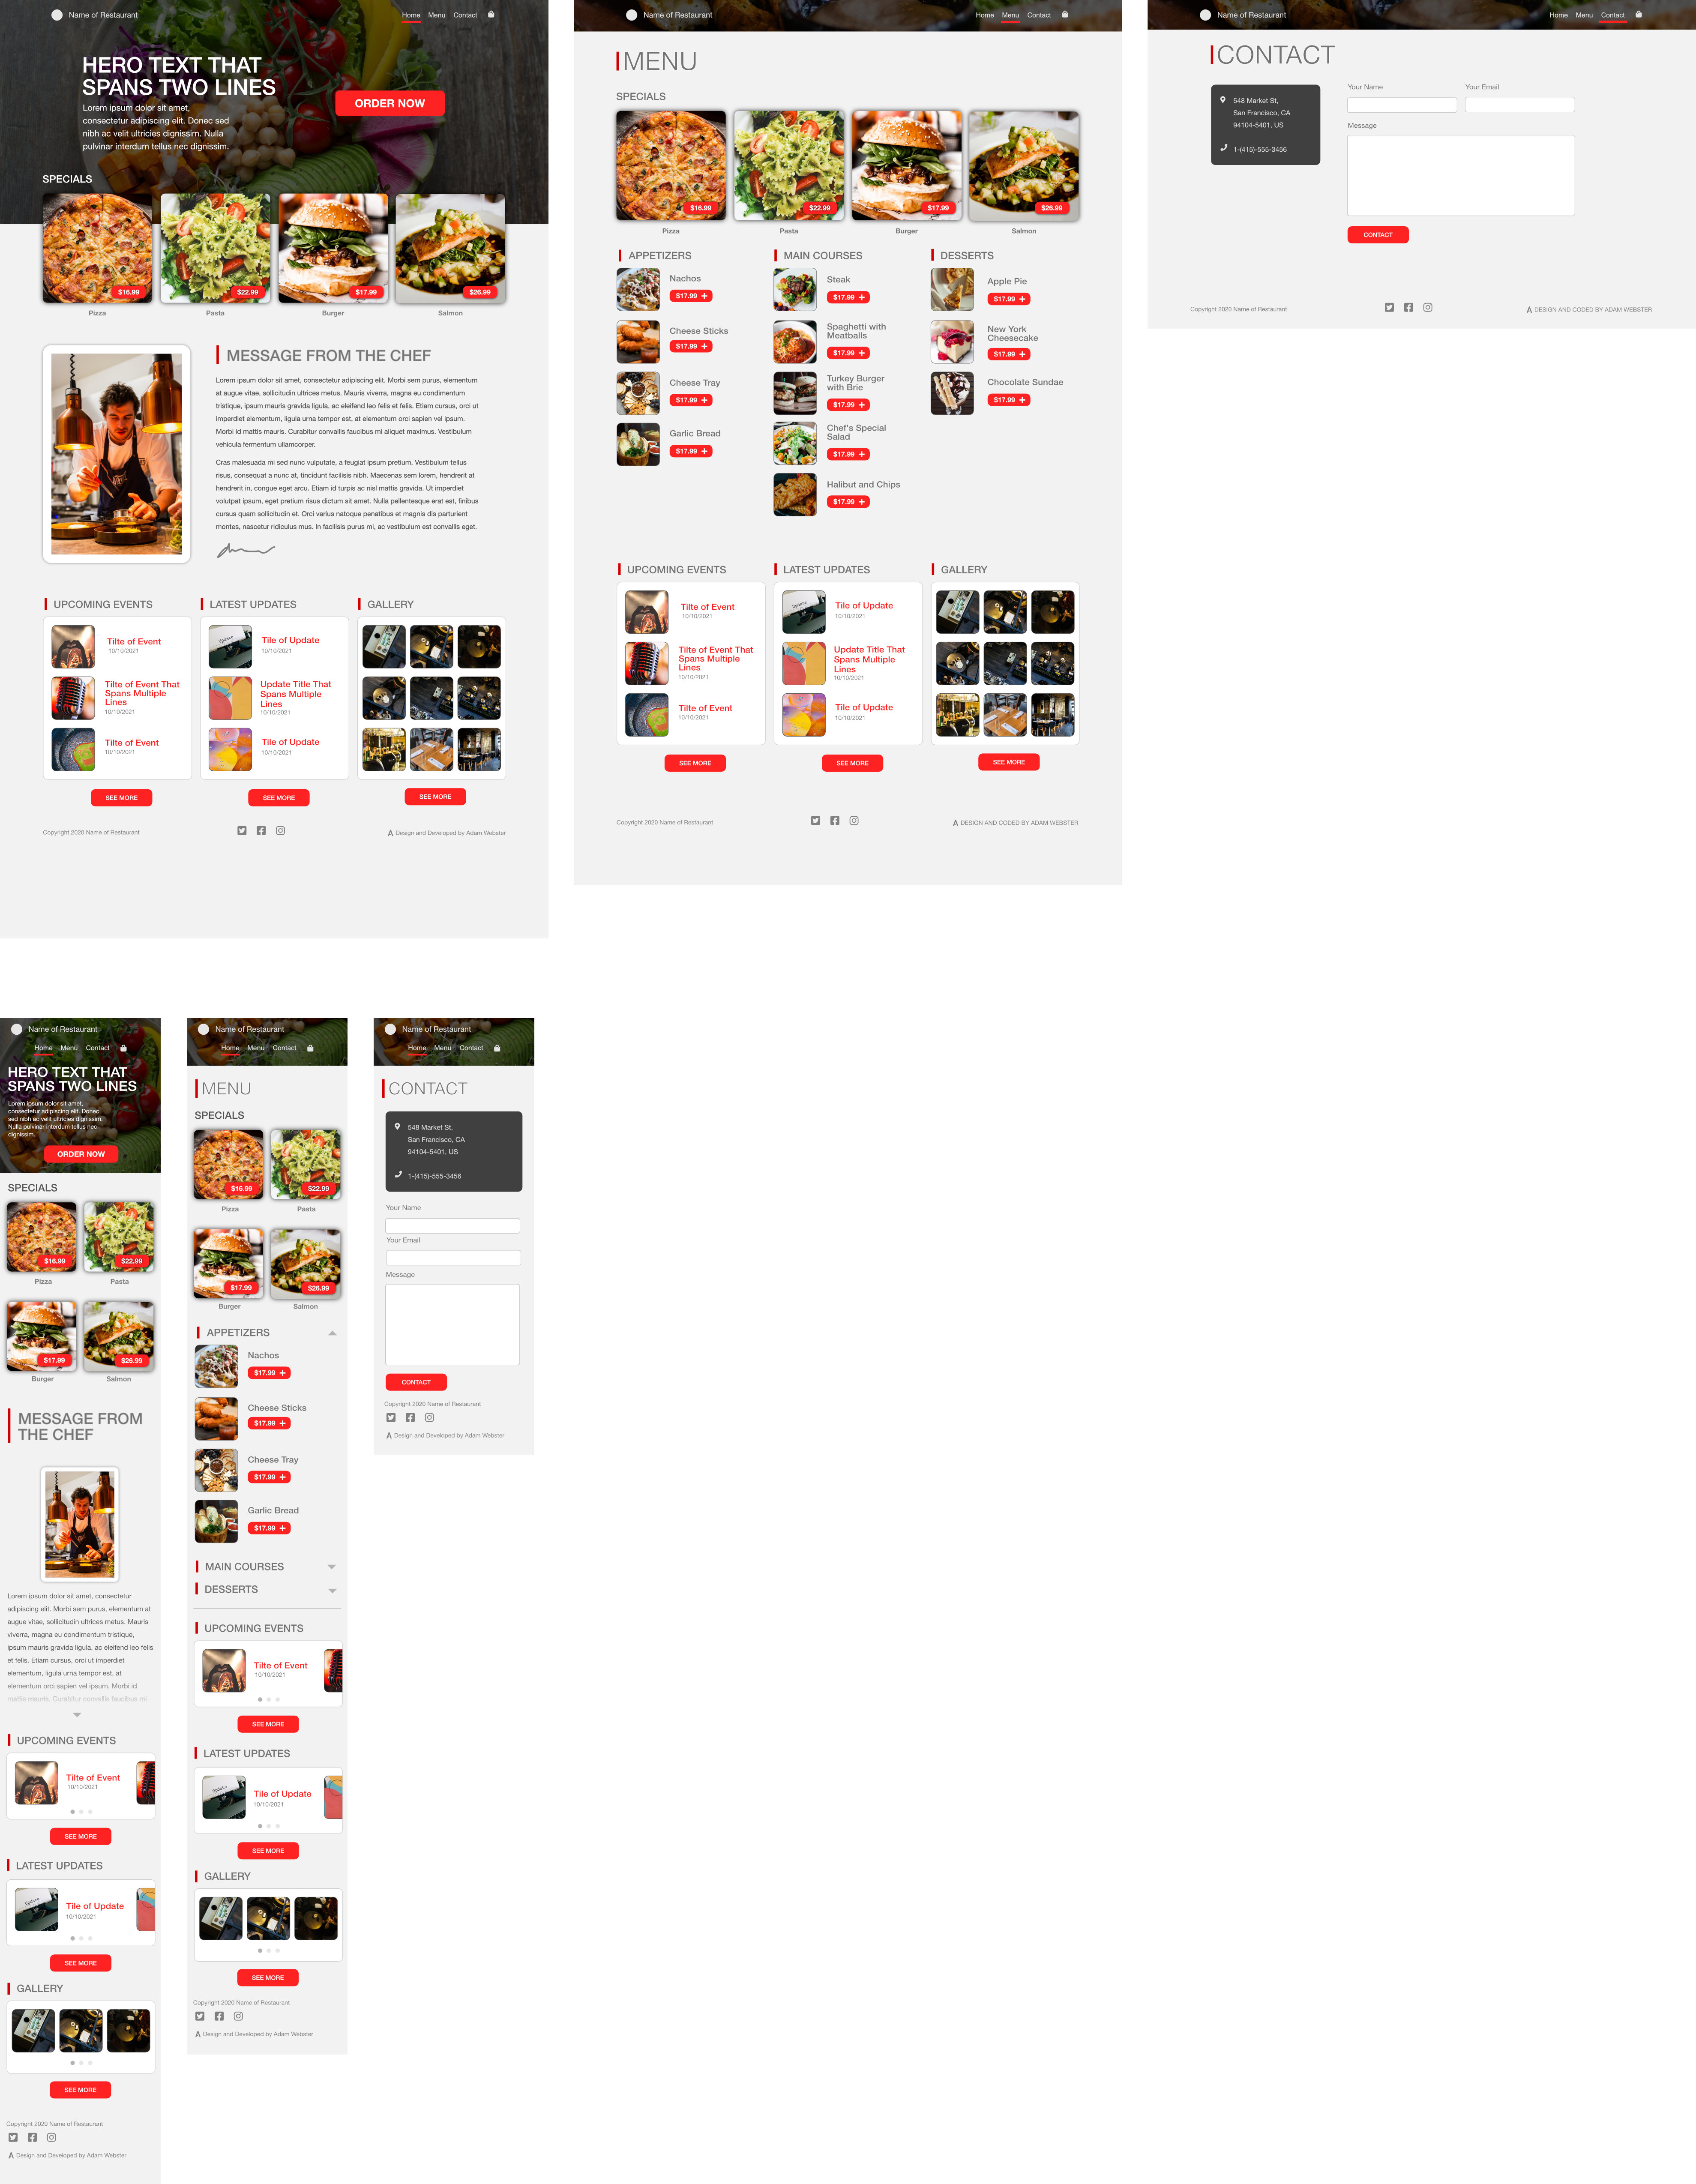 Name of Restaurant
Home Menu Contact
HERO TEXT THAT
SPANS TWO LINES
Lorem ipsum dolor sit amet,
consectetur adipiscing elit. Donec sed
nibh ac velit ultricies dignissim. Nulla
pulvinar interdum tellus nec dignissim.
ORDER NOW
SPECIALS
$16.99 $22.99 $17.99 $26.99
Pizza Pasta Burger Salmon
MESSAGE FROM THE CHEF
Lorem ipsum dolor sit amet, consectetur adipiscing elit. Morbi sem purus, elementum
at augue vitae, sollicitudin ultrices metus. Mauris viverra, magna eu condimentum
tristique, ipsum mauris gravida ligula, ac eleifend leo felis et felis. Etiam cursus, orci ut
imperdiet elementum, ligula urna tempor est, at elementum orci sapien vel ipsum.
Morbi id mattis mauris. Curabitur convallis faucibus mi aliquet maximus. Vestibulum
vehicula fermentum ullamcorper.
Cras malesuada mi sed nunc vulputate, a feugiat ipsum pretium. Vestibulum tellus
risus, consequat a nunc at, tincidunt facilisis nibh. Maecenas sem lorem, hendrerit at
hendrerit in, congue eget arcu. Etiam id turpis ac nisl mattis gravida. Ut imperdiet
volutpat ipsum, eget pretium risus dictum sit amet. Nulla pellentesque erat est, finibus
cursus quam sollicitudin et. Orci varius natoque penatibus et magnis dis parturient
montes, nascetur ridiculus mus. In facilisis purus mi, ac vestibulum est convallis eget.
UPCOMING EVENTS
Tilte of Event
10/10/2021
Tilte of Event That
Spans Multiple
Lines
10/10/2021
Tilte of Event
10/10/2021
SEE MORE
LATEST UPDATES
Update
Tile of Update
10/10/2021
Update Title That
Spans Multiple
Lines
10/10/2021
Tile of Update
10/10/2021
SEE MORE
GALLERY
SEE MORE
Copyright 2020 Name of Restaurant
Design and Developed by Adam Webster
Name of Restaurant
Home Menu Contact
MENU
SPECIALS
$16.99 $22.99 $17.99 $26.99
Pizza Pasta Burger Salmon
APPETIZERS
Nachos
$17.99 +
Cheese Sticks
$17.99 +
Cheese Tray
$17.99 +
Garlic Bread
$17.99 +
MAIN COURSES
Steak
$17.99 +
Spaghetti with
Meatballs
$17.99 +
Turkey Burger
with Brie
$17.99 +
Chef's Special
Salad
$17.99 +
Halibut and Chips
$17.99 +
DESSERTS
Apple Pie
$17.99 +
New York
Cheesecake
$17.99 +
Chocolate Sundae
$17.99 +
UPCOMING EVENTS
Tilte of Event
10/10/2021
Tilte of Event That
Spans Multiple
Lines
10/10/2021
Tilte of Event
10/10/2021
SEE MORE
LATEST UPDATES
Update
Tile of Update
10/10/2021
Update Title That
Spans Multiple
Lines
10/10/2021
Tile of Update
10/10/2021
SEE MORE
GALLERY
SEE MORE
Copyright 2020 Name of Restaurant
DESIGN AND CODED BY ADAM WEBSTER
Name of Restaurant
Home Menu Contact
CONTACT
548 Market St,
San Francisco, CA
94104-5401, US
1-(415)-555-3456
Your Name Your Email
Message
CONTACT
Copyright 2020 Name of Restaurant
DESIGN AND CODED BY ADAM WEBSTER
Name of Restaurant
Home Menu Contact
HERO TEXT THAT
SPANS TWO LINES
Lorem ipsum dolor sit amet,
consectetur adipiscing elit. Donec
sed nibh ac velit ultricies dignissim.
Nulla pulvinar interdum tellus nec
dignissim.
ORDER NOW
SPECIALS
$16.99 $22.99
Pizza Pasta
$17.99 $26.99
Burger Salmon
MESSAGE FROM
THE CHEF
Lorem ipsum dolor sit amet, consectetur
adipiscing elit. Morbi sem purus, elementum at
augue vitae, sollicitudin ultrices metus. Mauris
viverra, magna eu condimentum tristique,
ipsum mauris gravida ligula, ac eleifend leo felis
et felis. Etiam cursus, orci ut imperdiet
elementum, ligula urna tempor est, at
elementum orci sapien vel ipsum. Morbi id
mattis mauris. Curabitur convallis faucibus mi
UPCOMING EVENTS
Tilte of Event
10/10/2021
SEE MORE
LATEST UPDATES
Update
Tile of Update
10/10/2021
SEE MORE
GALLERY
SEE MORE
Copyright 2020 Name of Restaurant
Design and Developed by Adam Webster
Name of Restaurant
Home Menu Contact
MENU
SPECIALS
$16.99 $22.99
Pizza Pasta
$17.99 $26.99
Burger Salmon
APPETIZERS
Nachos
$17.99 +
Cheese Sticks
$17.99 +
Cheese Tray
$17.99 +
Garlic Bread
$17.99 +
MAIN COURSES
DESSERTS
UPCOMING EVENTS
Tilte of Event
10/10/2021
SEE MORE
LATEST UPDATES
Update
Tile of Update
10/10/2021
SEE MORE
GALLERY
SEE MORE
Copyright 2020 Name of Restaurant
Design and Developed by Adam Webster
Name of Restaurant
Home Menu Contact
CONTACT
548 Market St,
San Francisco, CA
94104-5401, US
1-(415)-555-3456
Your Name
Your Email
Message
CONTACT
Copyright 2020 Name of Restaurant
Design and Developed by Adam Webster